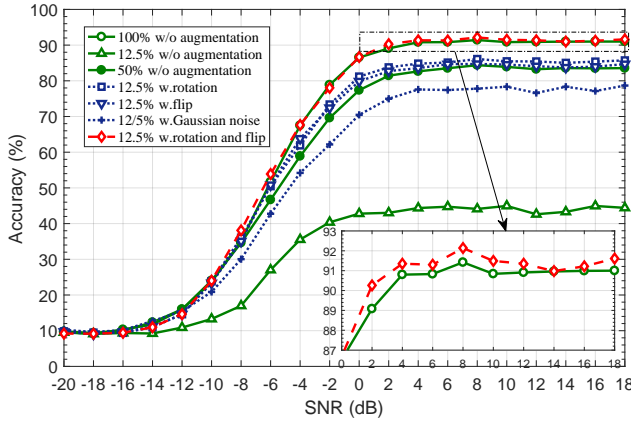 100
90
80
70
60
50
40
30
20
10
0
Accuracy (%)
100% w/o augmentation
12.5% w/o augmentation
50% w/o augmentation
12.5% w.rotation
12.5% w.flip
12/5% w.Gaussian noise
12.5% w.rotation and flip
93
92
91
90
89
88
87
0 2 4 6 8 10 12 14 16 18
-20 -18 -16 -14 -12 -10 -8 -6 -4 -2 0 2 4 6 8 10 12 14 16 18
SNR (dB)